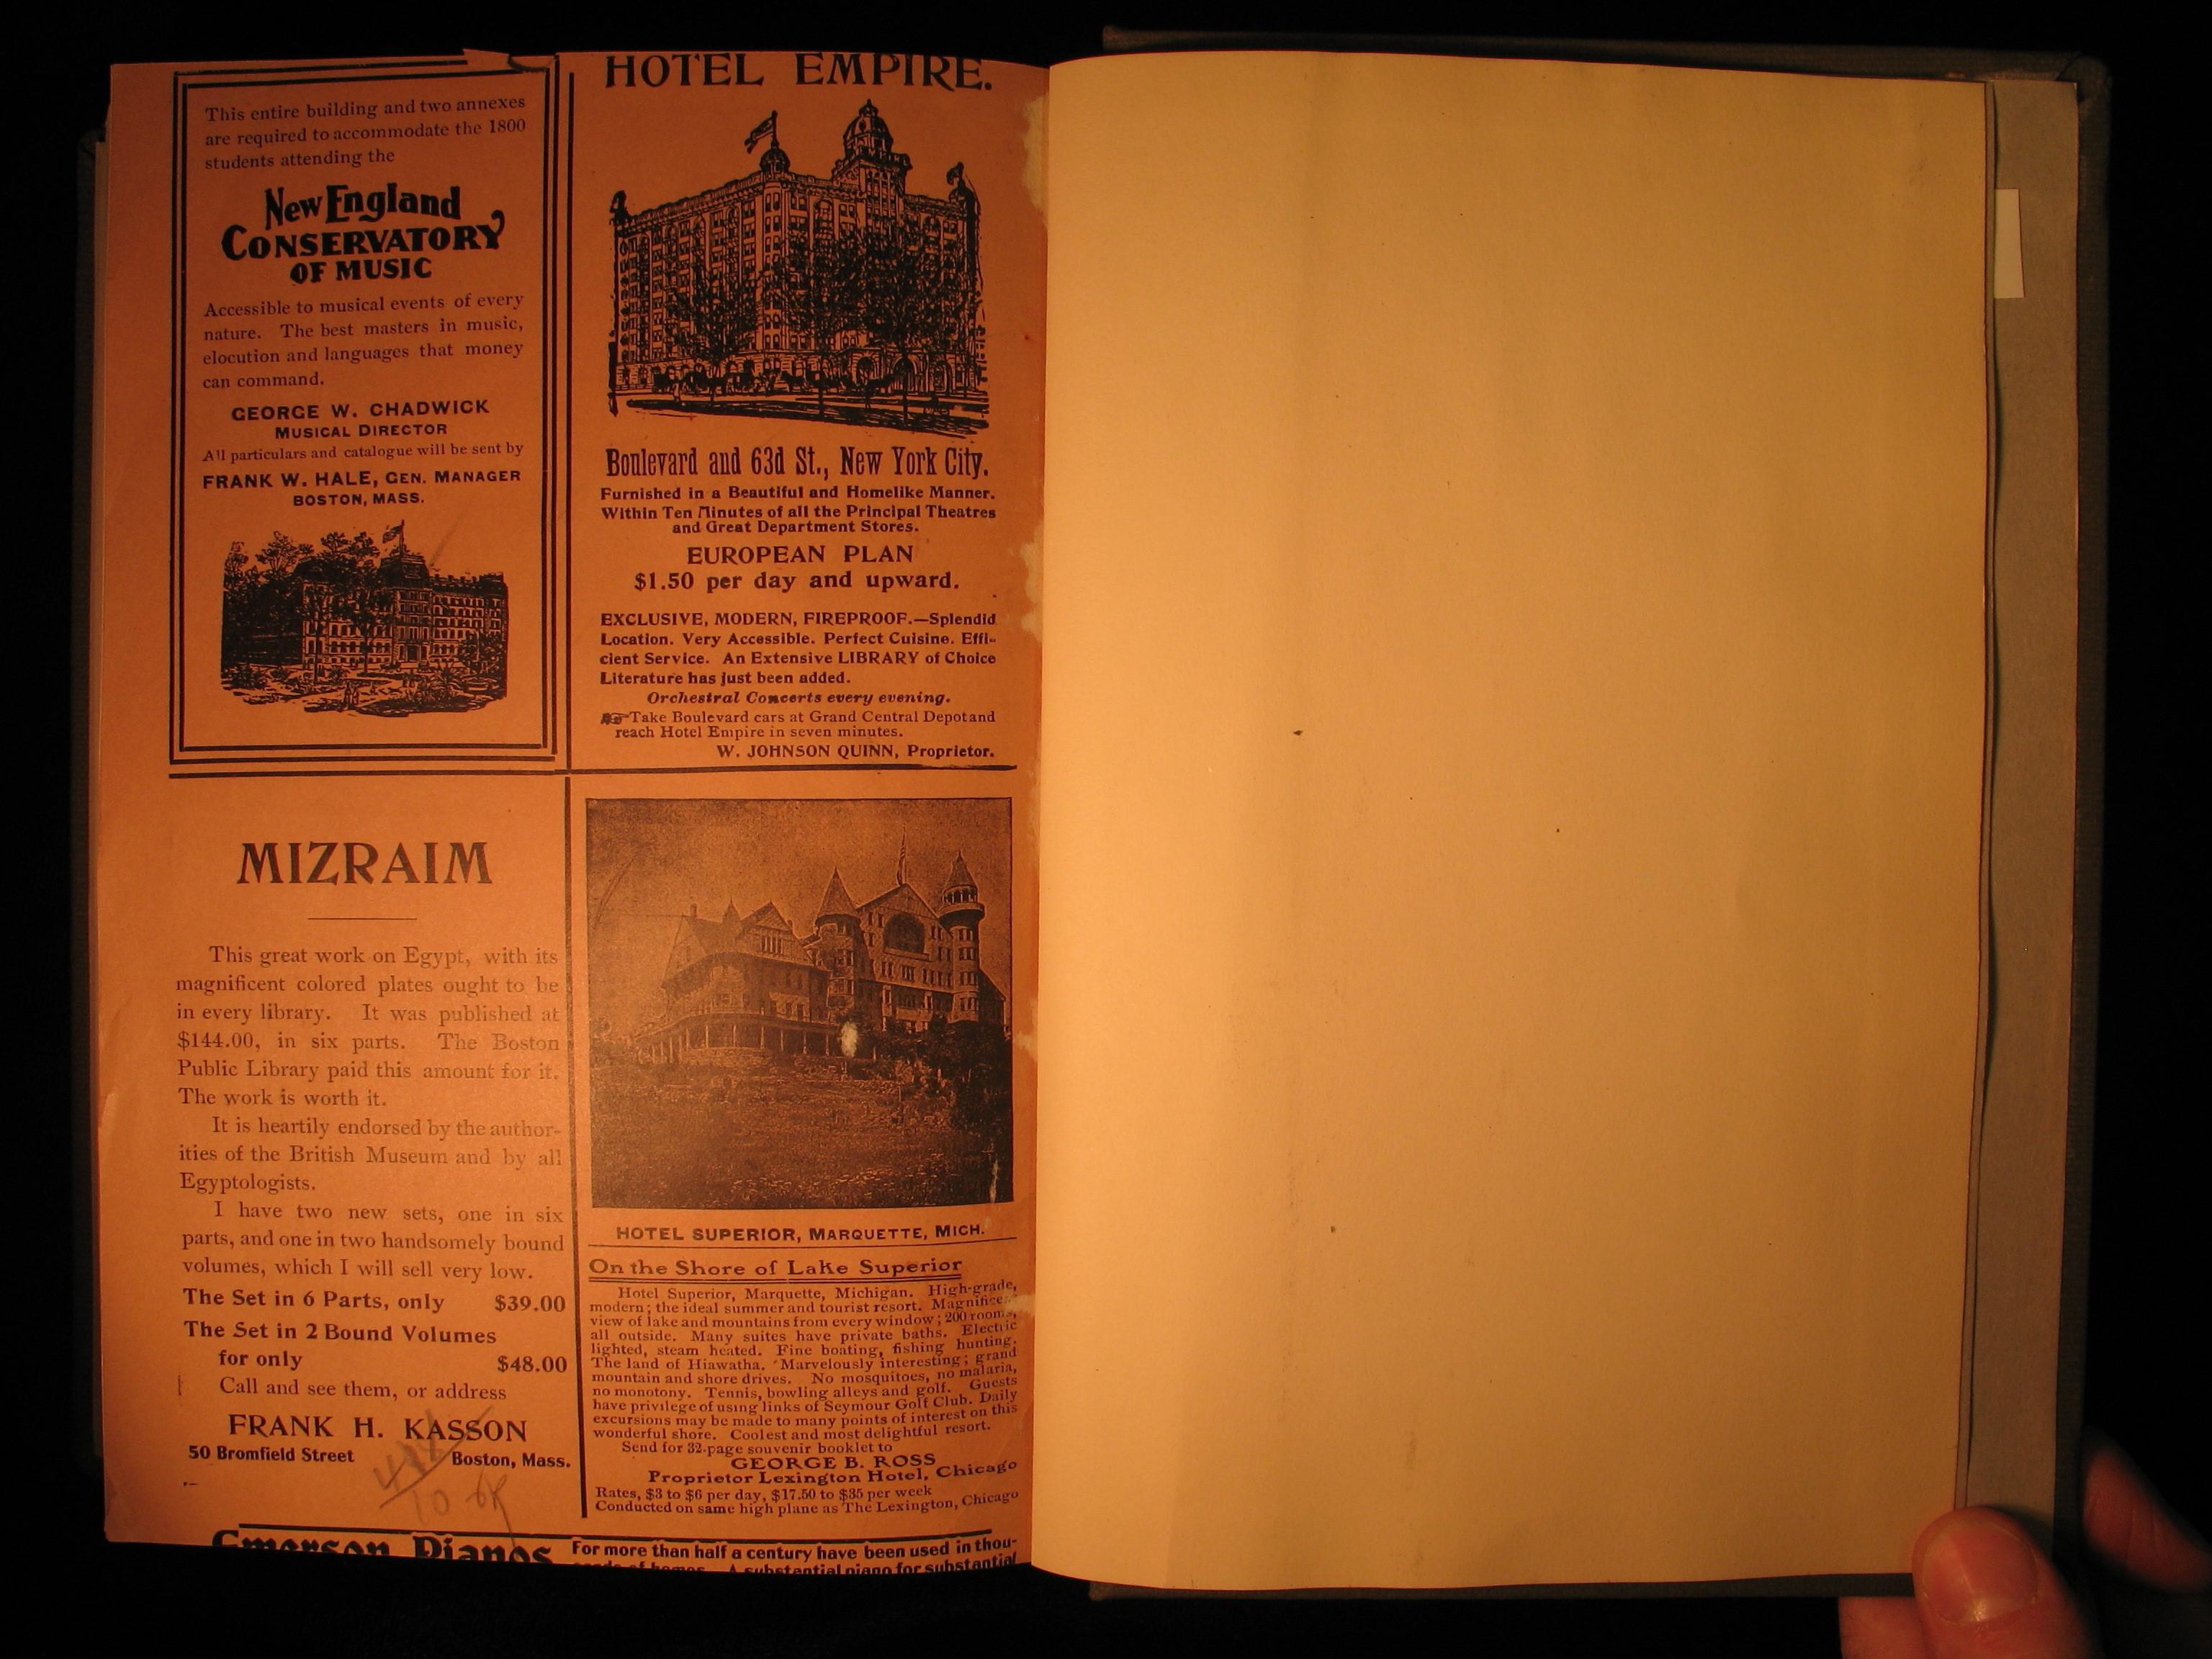 This entire building and two annexes
are required to accommodate the 1800
students attending the
New England
CONSERVATORY
OF MUSIC
Accessible to musical events of every
nature. The best masters in music,
elocution and languages that money
can command.
GEORGE W. CHADWICK
MUSICAL DIRECTOR
All particulars and catalogue will be sent by
FRANK W. HALE, GEN. MANAGER
BOSTON, MASS.
HOTEL EMPIRE.
Boulevard and 63d St., New York City.
Furnished in a Beautiful and Homelike Manner.
Within Ten Minutes of all the Principal Theatres
and Great Department Stores.
EUROPEAN PLAN
$1.50 per day and upward.
EXCLUSIVE, MODERN, FIREPROOF.—Splendid
Location. Very Accessible. Perfect Cuisine. Effi-
cient Service. An Extensive LIBRARY of Choice
Literature has just been added.
Orchestral Concerts every evening.
☞Take Boulevard cars at Grand Central Depot and
reach Hotel Empire in seven minutes.
W. JOHNSON QUINN, Proprietor.
MIZRAIM
This great work on Egypt, with its
magnificent colored plates ought to be
in every library. It was published at
$144.00, in six parts. The Boston
Public Library paid this amount for it.
The work is worth it.
It is heartily endorsed by the author-
ities of the British Museum and by all
Egyptologists.
I have two new sets, one in six
parts, and one in two handsomely bound
volumes, which I will sell very low.
The Set in 6 Parts, only $39.00
The Set in 2 Bound Volumes
for only $48.00
Call and see them, or address
FRANK H. KASSON
50 Bromfield Street Boston, Mass.
HOTEL SUPERIOR, MARQUETTE, MICH.
On the Shore of Lake Superior
Hotel Superior, Marquette, Michigan. High-grade,
modern; the ideal summer and tourist resort. Magnificent
view of lake and mountains from every window; 200 rooms,
all outside. Many suites have private baths. Electric
lighted, steam heated. Fine boating, fishing hunting.
The land of Hiawatha. Marvelously interesting; grand
mountain and shore drives. No mosquitoes, no malaria,
no monotony. Tennis, bowling alleys and golf. Guests
have privilege of using links of Seymour Golf Club. Daily
excursions may be made to many points of interest on this
wonderful shore. Coolest and most delightful resort.
Send for 32-page souvenir booklet to
GEORGE B. ROSS
Proprietor Lexington Hotel, Chicago
Rates, $3 to $6 per day, $17.50 to $35 per week
Conducted on same high plane as The Lexington, Chicago
Emerson Pianos
For more than half a century have been used in thou-
sands of homes. A substantial piano for substantial